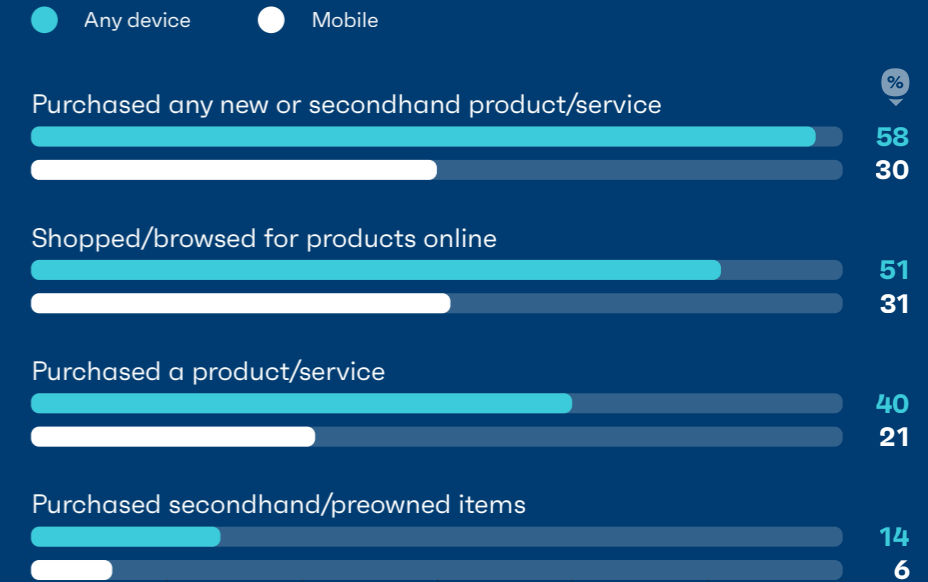 Any device Mobile
%
Purchased any new or secondhand product/service
58
30
Shopped/browsed for products online
51
31
Purchased a product/service
40
21
Purchased secondhand/preowned items
14
6